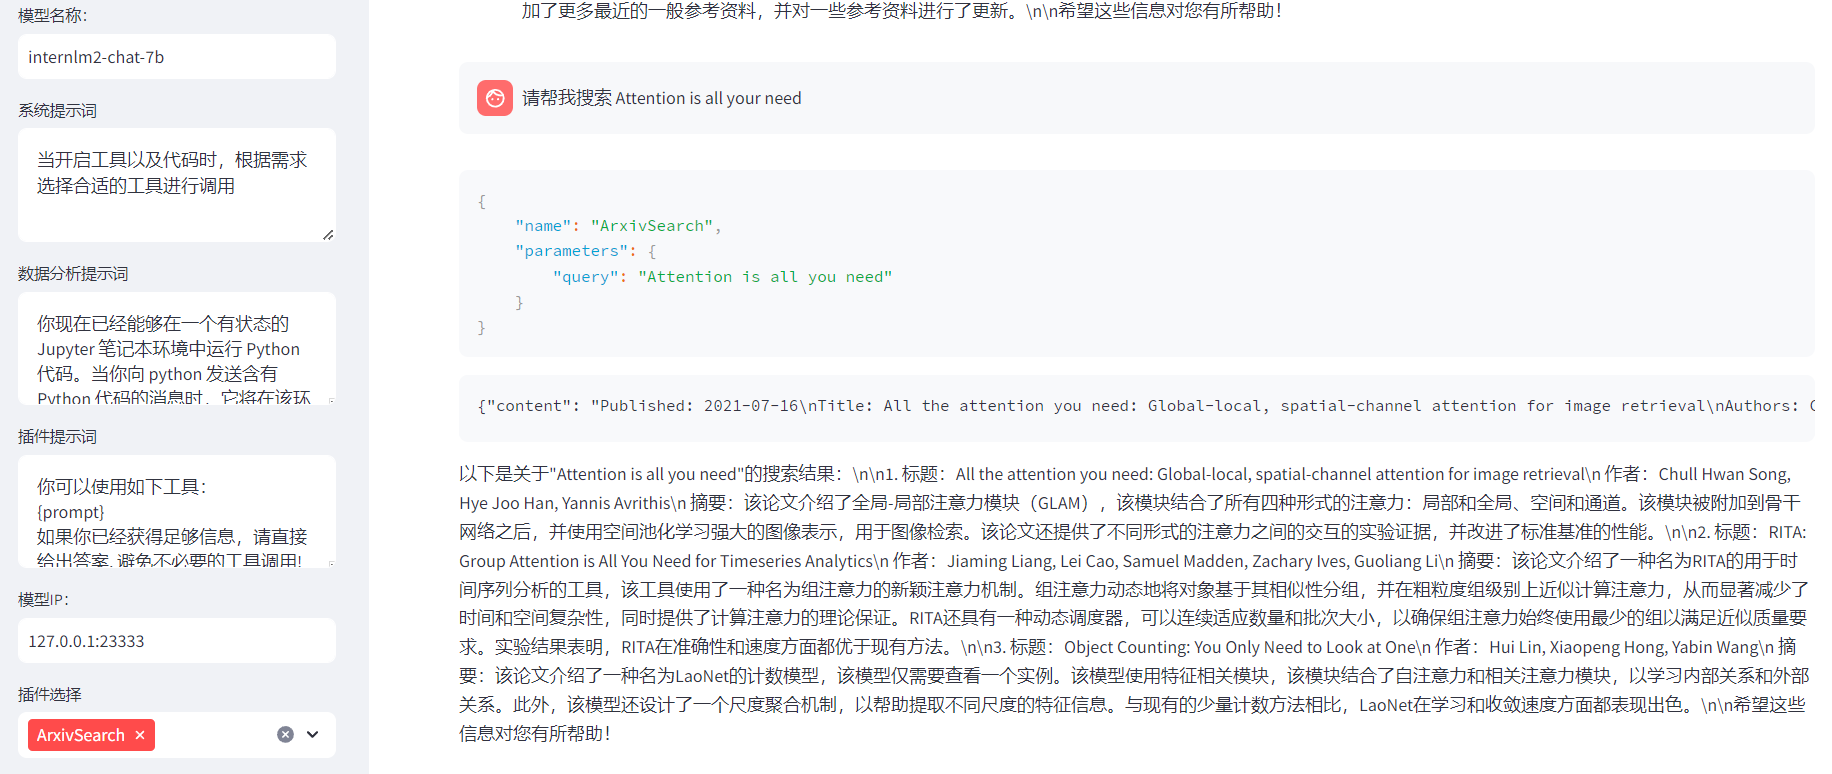 模型名称：
internlm2-chat-7b
系统提示词
当开启工具以及代码时，根据需求
选择合适的工具进行调用
数据分析提示词
你现在已经能够在一个有状态的
Jupyter 笔记本环境中运行 Python
代码。当你向 python 发送含有
Python 代码的消息时，它将在该环
插件提示词
你可以使用如下工具：
{prompt}
如果你已经获得足够信息，请直接
给出答案. 避免不必要的工具调用!
模型IP：
127.0.0.1:23333
插件选择
ArxivSearch ×
加了更多最近的一般参考资料，并对一些参考资料进行了更新。\n\n希望这些信息对您有所帮助！
请帮我搜索 Attention is all your need
{
"name": "ArxivSearch",
"parameters": {
"query": "Attention is all you need"
}
}
{"content": "Published: 2021-07-16\nTitle: All the attention you need: Global-local, spatial-channel attention for image retrieval\nAuthors:
以下是关于"Attention is all you need"的搜索结果：\n\n1. 标题：All the attention you need: Global-local, spatial-channel attention for image retrieval\n 作者：Chull Hwan Song,
Hye Joo Han, Yannis Avrithis\n 摘要：该论文介绍了全局-局部注意力模块（GLAM），该模块结合了所有四种形式的注意力：局部和全局、空间和通道。该模块被附加到骨干
网络之后，并使用空间池化学习强大的图像表示，用于图像检索。该论文还提供了不同形式的注意力之间的交互的实验证据，并改进了标准基准的性能。\n\n2. 标题：RITA:
Group Attention is All You Need for Timeseries Analytics\n 作者：Jiaming Liang, Lei Cao, Samuel Madden, Zachary Ives, Guoliang Li\n 摘要：该论文介绍了一种名为RITA的用于时
间序列分析的工具，该工具使用了一种名为组注意力的新颖注意力机制。组注意力动态地将对象基于其相似性分组，并在粗粒度组级别上近似计算注意力，从而显著减少了
时间和空间复杂性，同时提供了计算注意力的理论保证。RITA还具有一种动态调度器，可以连续适应数量和批次大小，以确保组注意力始终使用最少的组以满足近似质量要
求。实验结果表明，RITA在准确性和速度方面都优于现有方法。\n\n3. 标题：Object Counting: You Only Need to Look at One\n 作者：Hui Lin, Xiaopeng Hong, Yabin Wang\n 摘
要：该论文介绍了一种名为LaoNet的计数模型，该模型仅需要查看一个实例。该模型使用特征相关模块，该模块结合了自注意力和相关注意力模块，以学习内部关系和外部
关系。此外，该模型还设计了一个尺度聚合机制，以帮助提取不同尺度的特征信息。与现有的少量计数方法相比，LaoNet在学习和收敛速度方面都表现出色。\n\n希望这些
信息对您有所帮助！